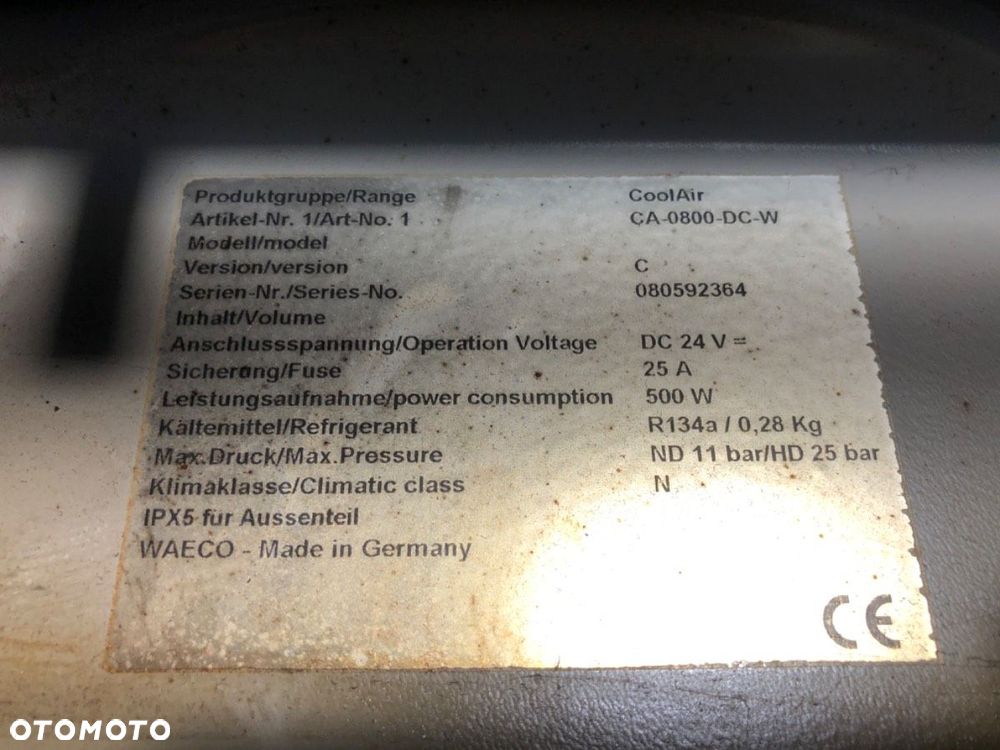 Produktgruppe/Range CoolAir
Artikel-Nr. 1/Art-No. 1 CA-0800-DC-W
Modell/model
Version/version C
Serien-Nr./Series-No. 080592364
Inhalt/Volume
Anschlussspannung/Operation Voltage DC 24 V ⎓
Sicherung/Fuse 25 A
Leistungsaufnahme/power consumption 500 W
Kältemittel/Refrigerant R134a / 0,28 Kg
Max.Druck/Max.Pressure ND 11 bar/HD 25 bar
Klimaklasse/Climatic class N
IPX5 für Aussenteil
WAECO - Made in Germany
CE
OTOMOTO